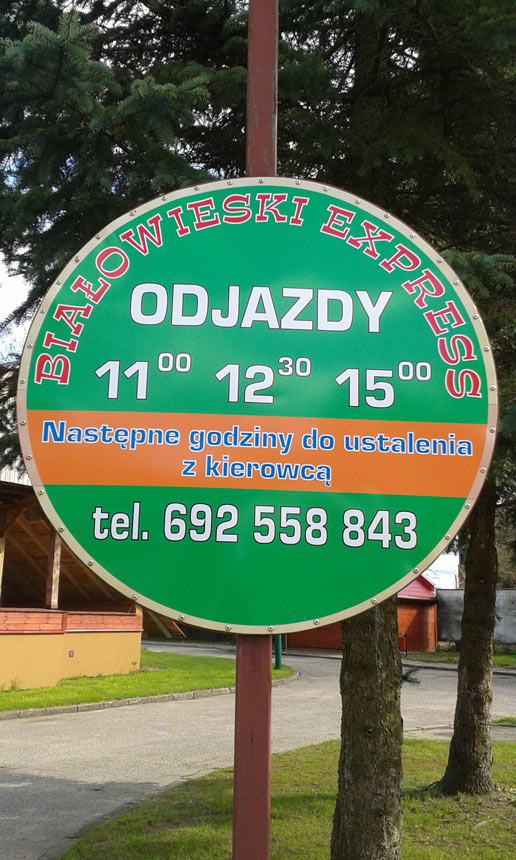 BIAŁOWIESKI EXPRESS
ODJAZDY
11⁰⁰ 12³⁰ 15⁰⁰
Następne godziny do ustalenia
z kierowcą
tel. 692 558 843